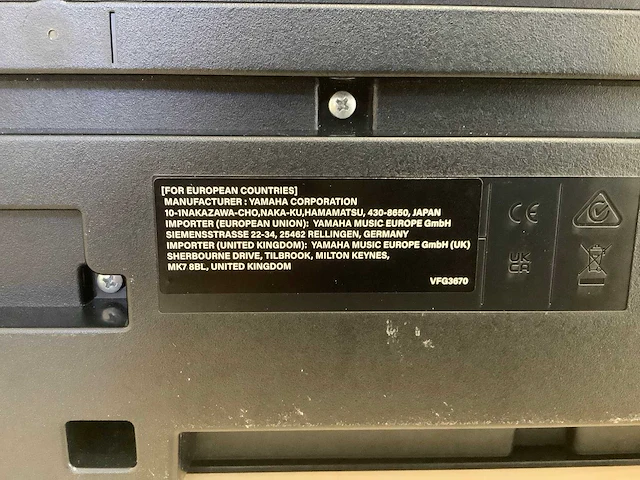 [FOR EUROPEAN COUNTRIES]
MANUFACTURER : YAMAHA CORPORATION
10-1NAKAZAWA-CHO,NAKA-KU,HAMAMATSU, 430-8650, JAPAN
IMPORTER (EUROPEAN UNION): YAMAHA MUSIC EUROPE GmbH
SIEMENSSTRASSE 22-34, 25462 RELLINGEN, GERMANY
IMPORTER (UNITED KINGDOM): YAMAHA MUSIC EUROPE GmbH (UK)
SHERBOURNE DRIVE, TILBROOK, MILTON KEYNES,
MK7 8BL, UNITED KINGDOM
VFG3670
CE
UK
CA